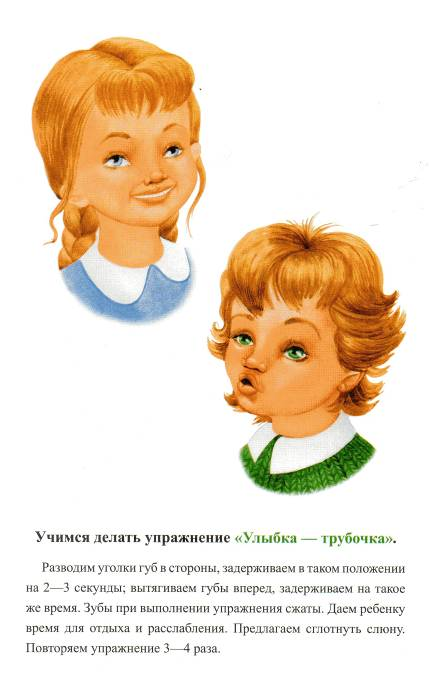 Учимся делать упражнение «Улыбка — трубочка».
Разводим уголки губ в стороны, задерживаем в таком положении
на 2—3 секунды; вытягиваем губы вперед, задерживаем на такое
же время. Зубы при выполнении упражнения сжаты. Даем ребенку
время для отдыха и расслабления. Предлагаем сглотнуть слюну.
Повторяем упражнение 3—4 раза.